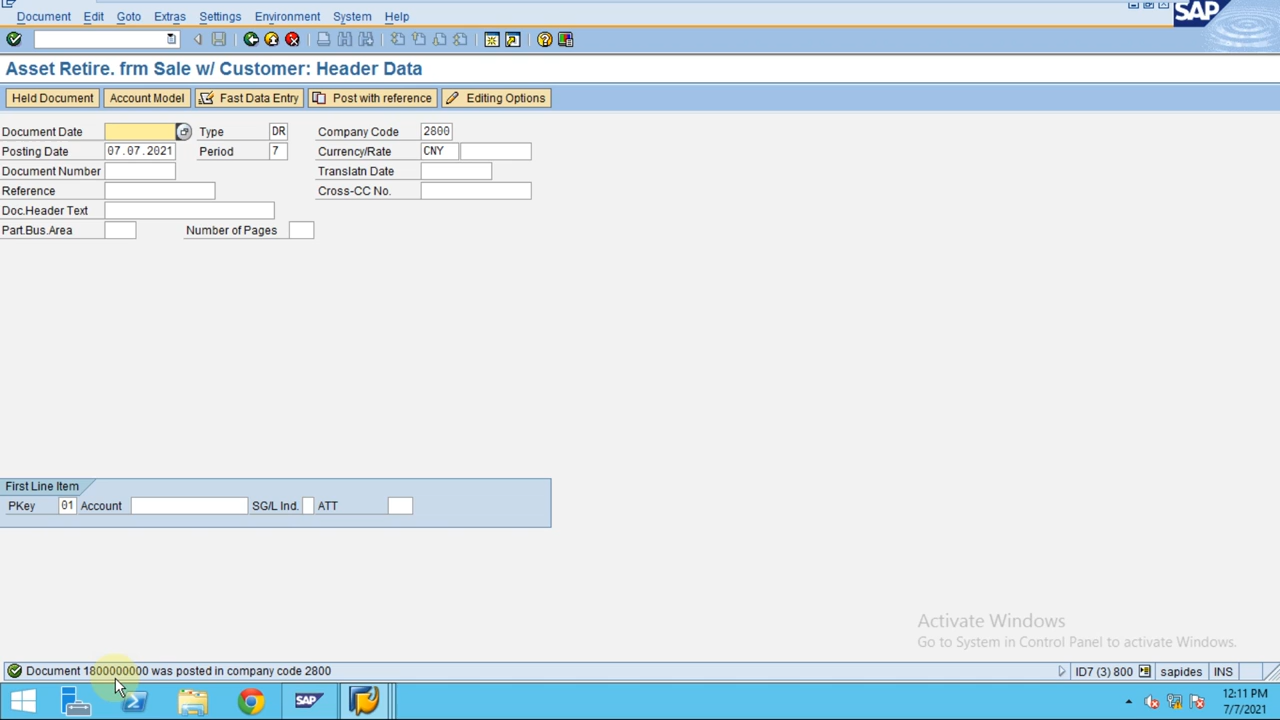 Document Edit Goto Extras Settings Environment System Help
SAP
Asset Retire. frm Sale w/ Customer: Header Data
Held Document Account Model Fast Data Entry Post with reference Editing Options
Document Date Type DR Company Code 2800
Posting Date 07.07.2021 Period 7 Currency/Rate CNY
Document Number Translatn Date
Reference Cross-CC No.
Doc.Header Text
Part.Bus.Area Number of Pages
First Line Item
PKey 01 Account SG/L Ind. ATT
Activate Windows
Go to System in Control Panel to activate Windows.
Document 1800000000 was posted in company code 2800 ID7 (3) 800 sapides INS
SAP
12:11 PM
7/7/2021